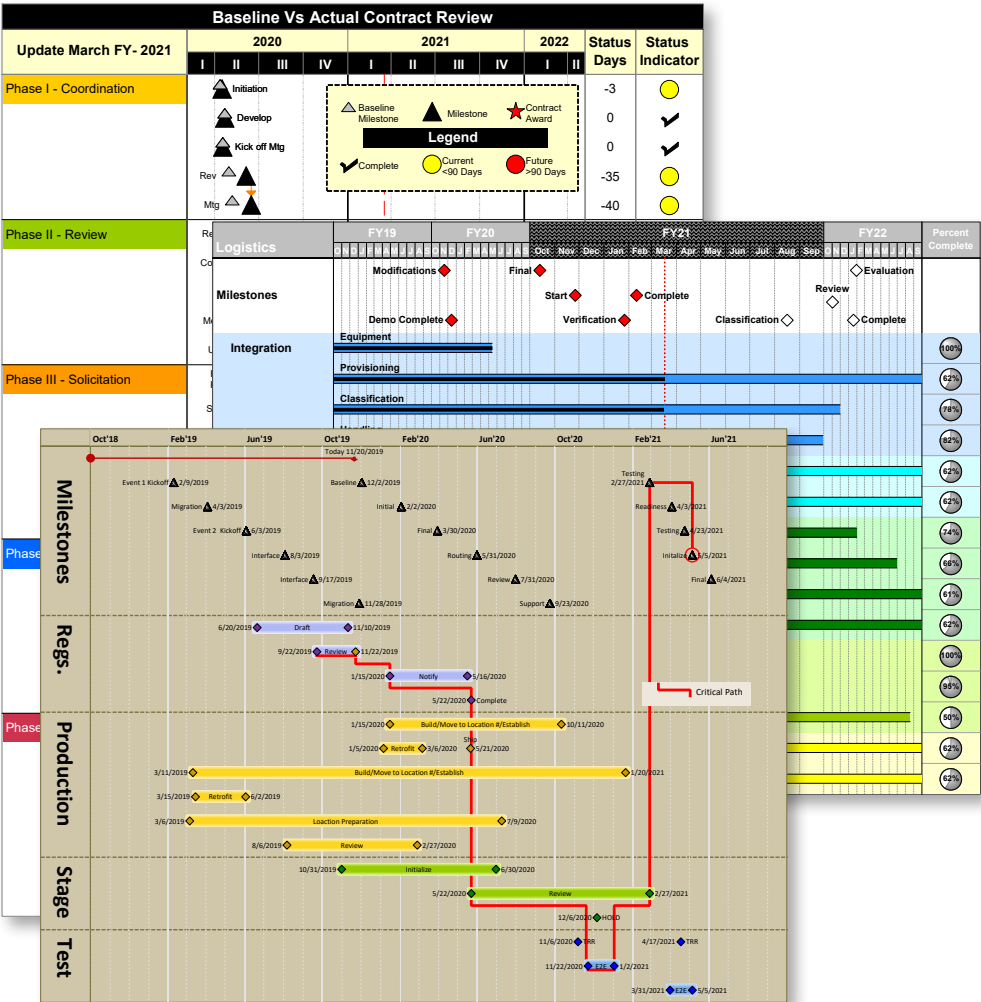 Baseline Vs Actual Contract Review
Update March FY- 2021
2020
2021
2022
Status Days
Status Indicator
I II III IV I II III IV I II
Phase I - Coordination
Initiation
-3
Develop
0
Kick off Mtg
0
Rev
-35
Mtg
-40
Baseline Milestone
Milestone
Contract Award
Legend
Complete
Current <90 Days
Future >90 Days
Phase II - Review
Phase III - Solicitation
Phase
Phase
Logistics
FY19
FY20
FY21
FY22
Percent Complete
O N D J F M A M J J A S O N D J F M A M J J A S Oct Nov Dec Jan Feb Mar Apr May Jun Jul Aug Sep O N D J F M A M J J A S
Modifications
Final
Evaluation
Milestones
Start
Complete
Review
Demo Complete
Verification
Classification
Complete
Integration
Equipment
100%
Provisioning
62%
Classification
78%
82%
62%
62%
74%
66%
61%
62%
100%
95%
50%
62%
62%
Oct'18 Feb'19 Jun'19 Oct'19 Feb'20 Jun'20 Oct'20 Feb'21 Jun'21
Today 11/20/2019
Milestones
Event 1 Kickoff 2/9/2019
Baseline 12/2/2019
Testing
2/27/2021
Migration 4/3/2019
Initial 2/2/2020
Readiness 4/3/2021
Event 2 Kickoff 6/3/2019
Final 3/30/2020
Testing 4/23/2021
Interface 8/3/2019
Routing 5/31/2020
Initalize 5/5/2021
Interface 9/17/2019
Review 7/31/2020
Final 6/4/2021
Migration 11/28/2019
Support 9/23/2020
Regs.
6/20/2019 Draft 11/10/2019
9/22/2019 Review 11/22/2019
1/15/2020 Notify 5/16/2020
5/22/2020 Complete
Critical Path
Production
1/15/2020 Build/Move to Location #/Establish 10/11/2020
Ship
1/5/2020 Retrofit 3/6/2020 5/21/2020
3/11/2019 Build/Move to Location #/Establish 1/20/2021
3/15/2019 Retrofit 6/2/2019
3/6/2019 Loaction Preparation 7/9/2020
8/6/2019 Review 2/27/2020
Stage
10/31/2019 Initialize 6/30/2020
5/22/2020 Review 2/27/2021
12/6/2020 HOLD
Test
11/6/2020 TRR
4/17/2021 TRR
11/22/2020 E2E 1/2/2021
3/31/2021 E2E 5/5/2021